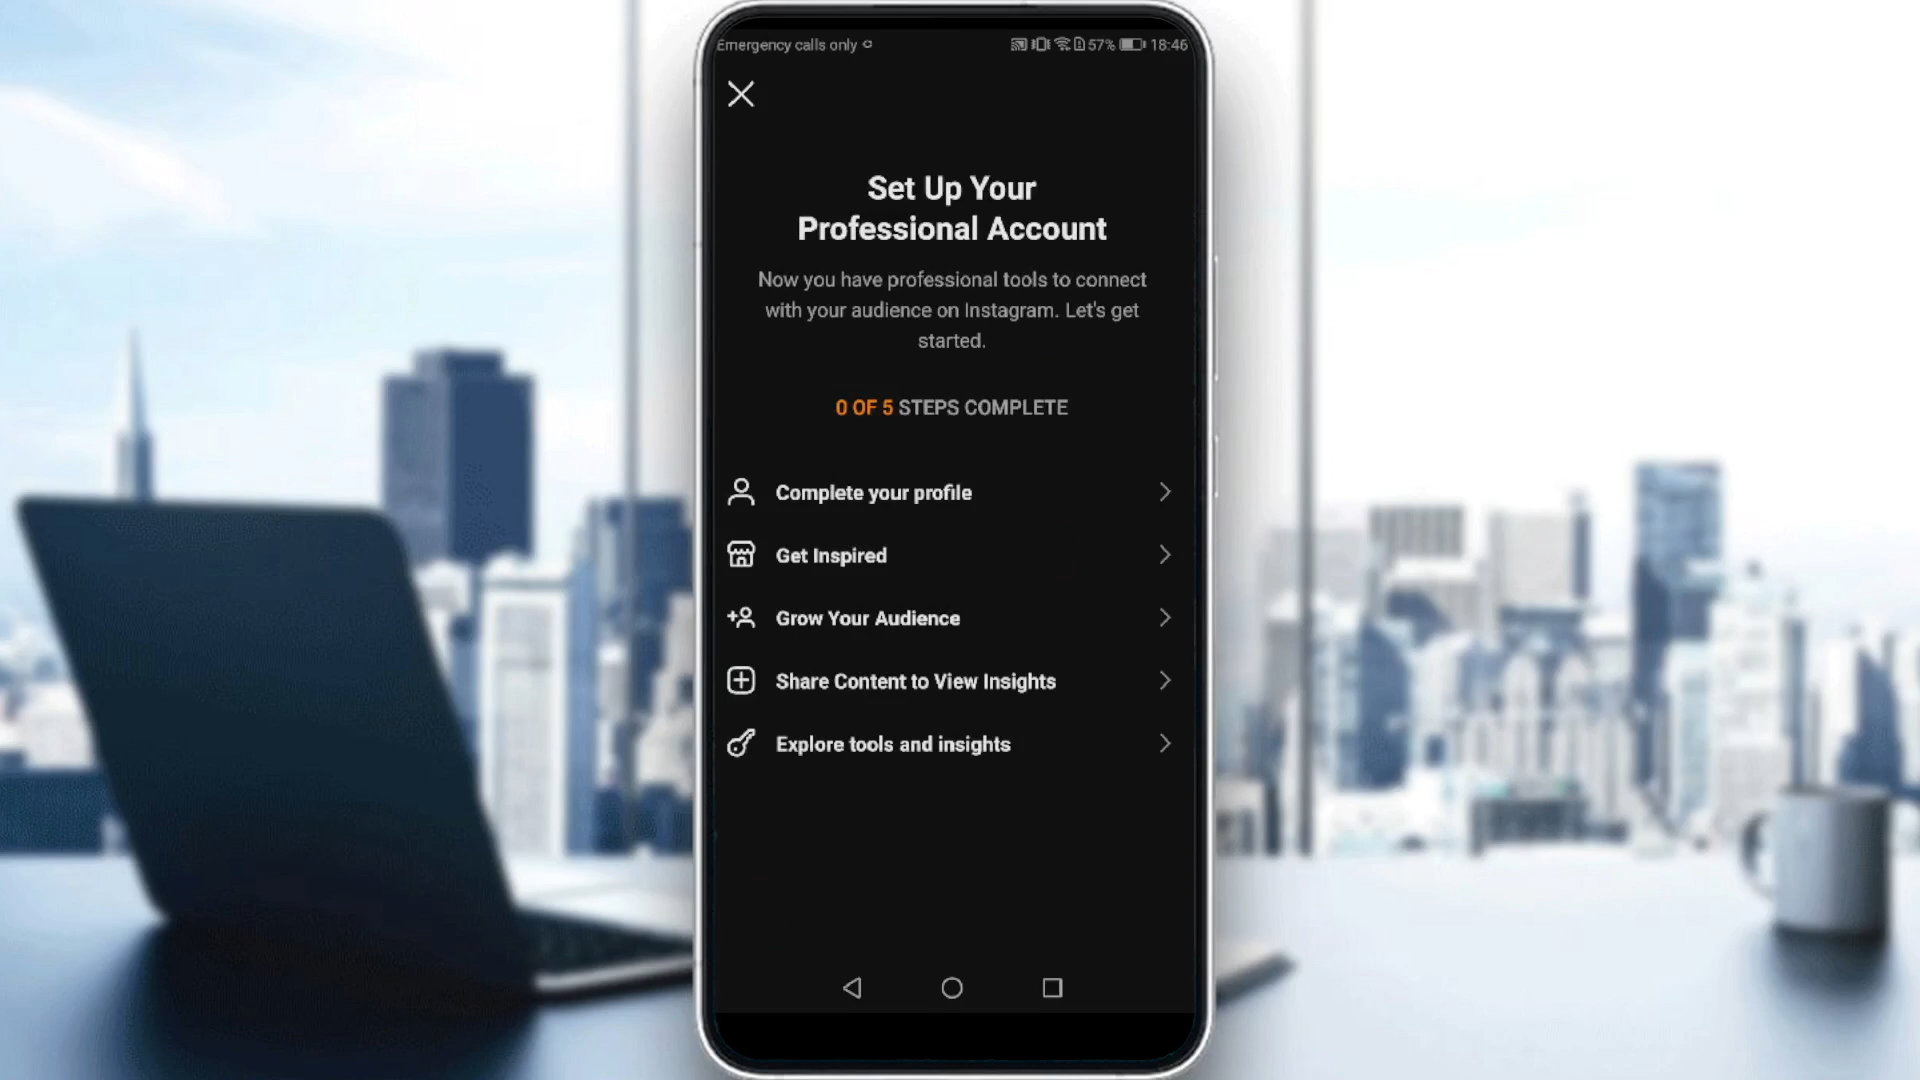 Emergency calls only 57% 18:46
Set Up Your
Professional Account
Now you have professional tools to connect
with your audience on Instagram. Let's get
started.
0 OF 5 STEPS COMPLETE
Complete your profile
Get Inspired
Grow Your Audience
Share Content to View Insights
Explore tools and insights